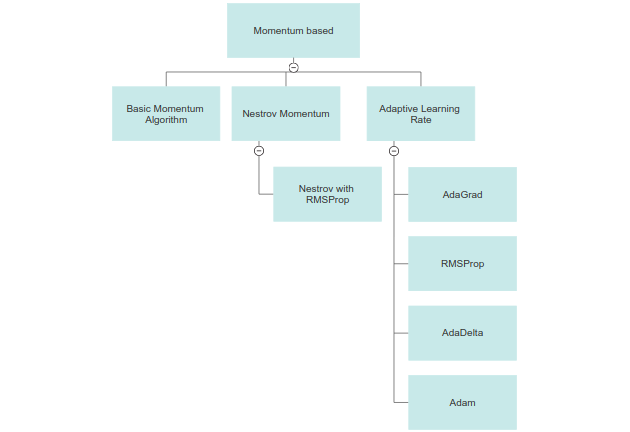 Momentum based
Basic Momentum
Algorithm
Nestrov Momentum
Adaptive Learning
Rate
Nestrov with
RMSProp
AdaGrad
RMSProp
AdaDelta
Adam